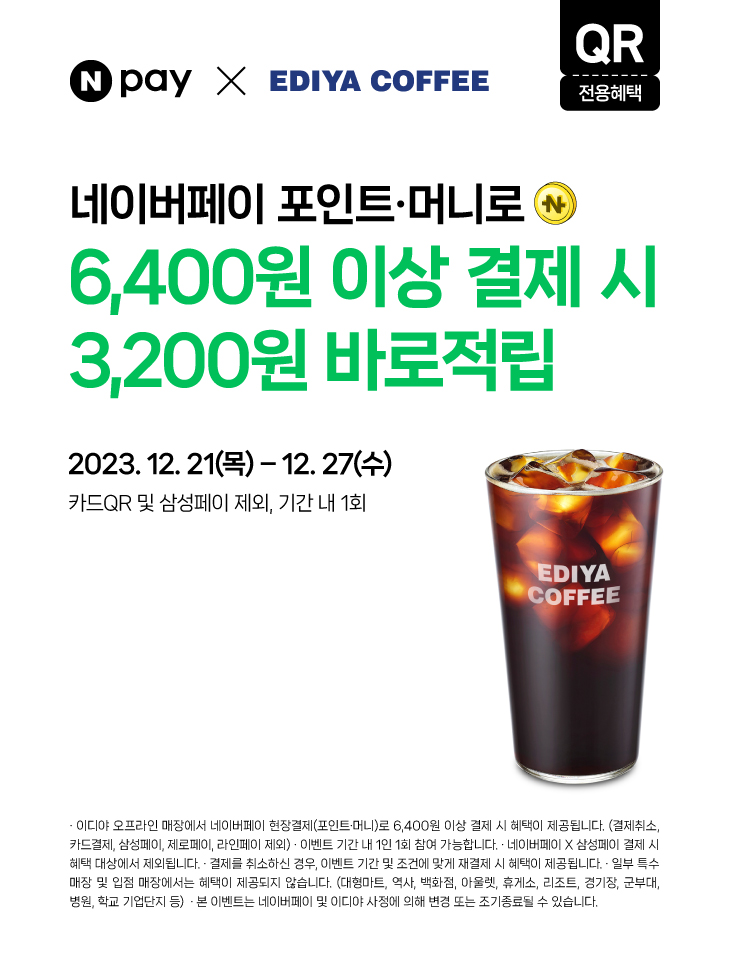 N pay × EDIYA COFFEE
QR
전용혜택
네이버페이 포인트·머니로
6,400원 이상 결제 시
3,200원 바로적립
2023. 12. 21(목) – 12. 27(수)
카드QR 및 삼성페이 제외, 기간 내 1회
EDIYA
COFFEE
· 이디야 오프라인 매장에서 네이버페이 현장결제(포인트·머니)로 6,400원 이상 결제 시 혜택이 제공됩니다. (결제취소,
카드결제, 삼성페이, 제로페이, 라인페이 제외) · 이벤트 기간 내 1인 1회 참여 가능합니다. · 네이버페이 X 삼성페이 결제 시
혜택 대상에서 제외됩니다. · 결제를 취소하신 경우, 이벤트 기간 및 조건에 맞게 재결제 시 혜택이 제공됩니다. · 일부 특수
매장 및 입점 매장에서는 혜택이 제공되지 않습니다. (대형마트, 역사, 백화점, 아울렛, 휴게소, 리조트, 경기장, 군부대,
병원, 학교 기업단지 등) · 본 이벤트는 네이버페이 및 이디야 사정에 의해 변경 또는 조기종료될 수 있습니다.